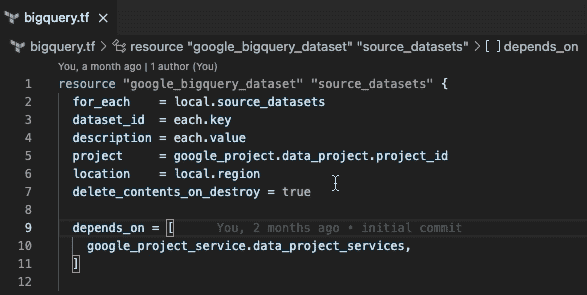 bigquery.tf ×
bigquery.tf > resource "google_bigquery_dataset" "source_datasets" > [ ] depends_on
You, a month ago | 1 author (You)
1 resource "google_bigquery_dataset" "source_datasets" {
2   for_each    = local.source_datasets
3   dataset_id  = each.key
4   description = each.value
5   project     = google_project.data_project.project_id
6   location    = local.region
7   delete_contents_on_destroy = true
8
9   depends_on = [      You, 2 months ago • initial commit
10     google_project_service.data_project_services,
11   ]
12